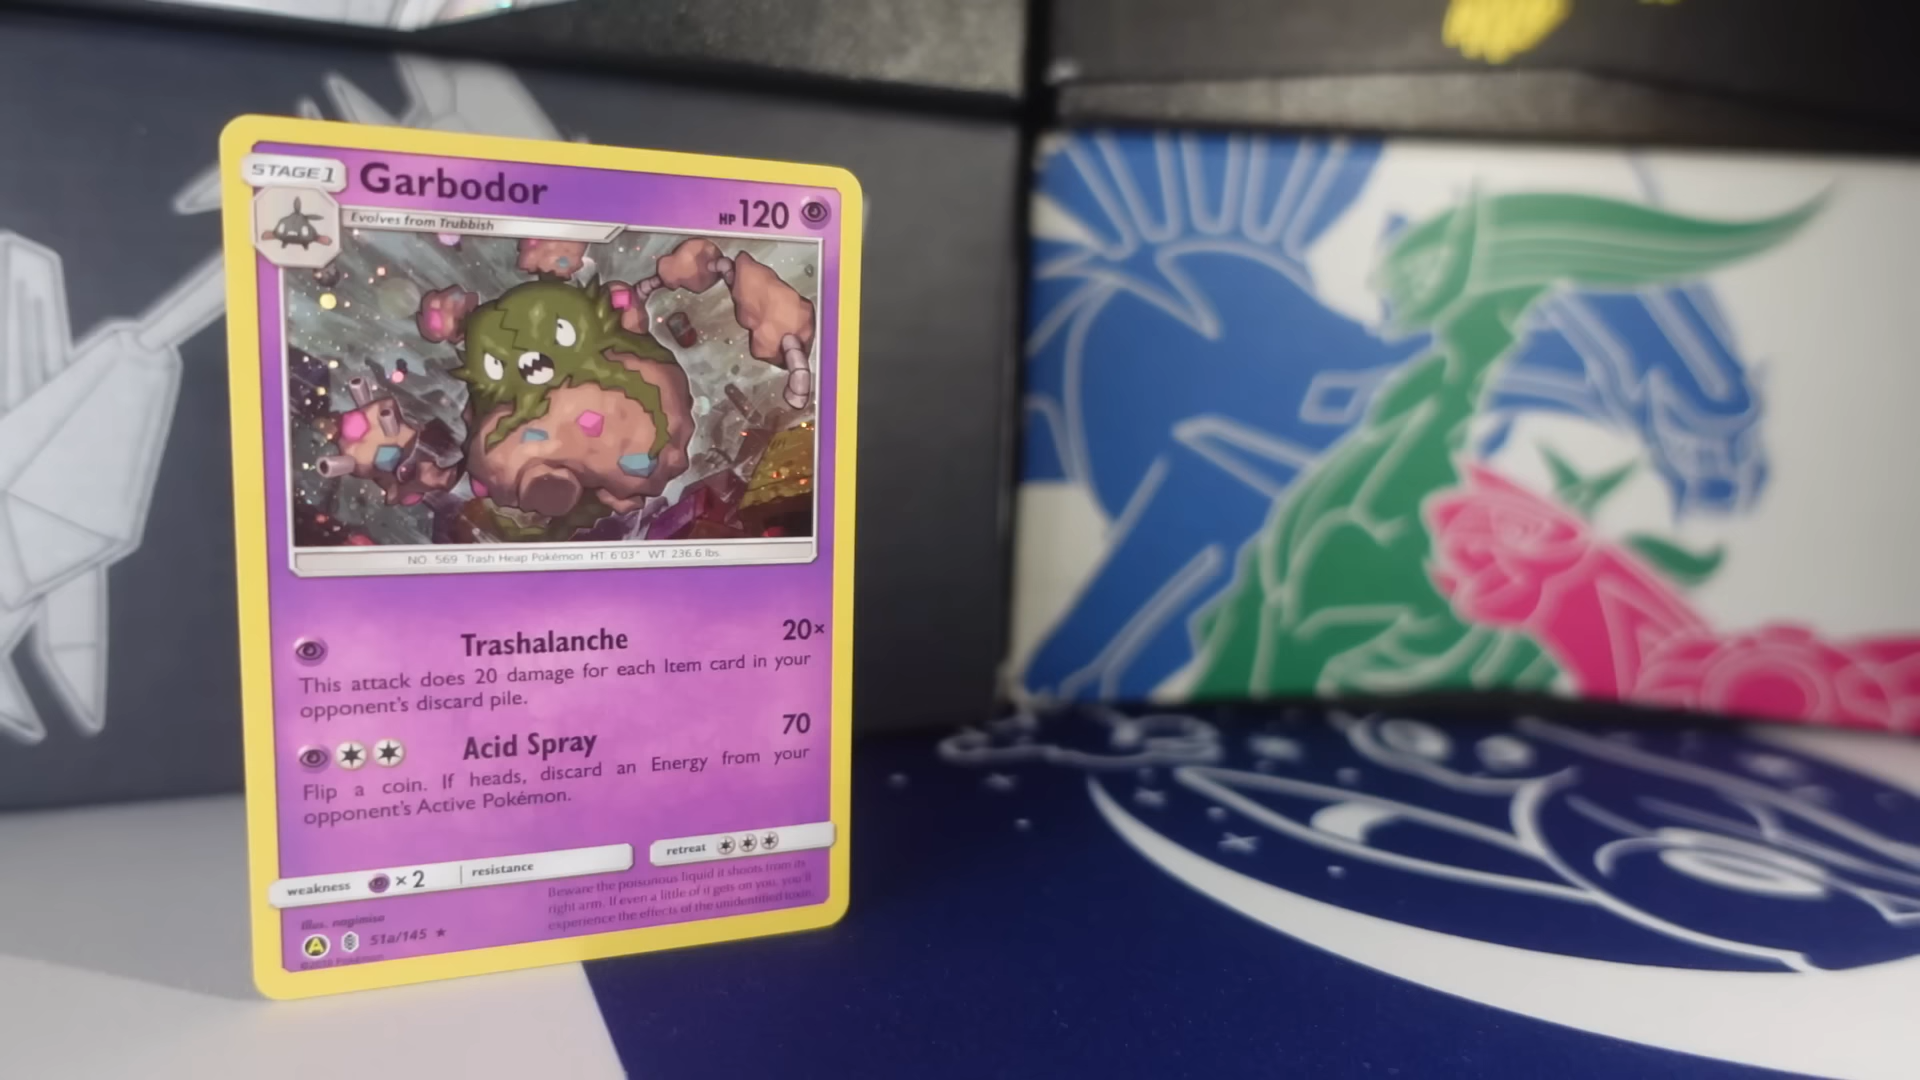 STAGE 1
Garbodor
HP 120
Evolves from Trubbish
NO. 569 Trash Heap Pokémon HT: 6'03" WT: 236.6 lbs.
Trashalanche 20×
This attack does 20 damage for each Item card in your
opponent's discard pile.
Acid Spray 70
Flip a coin. If heads, discard an Energy from your
opponent's Active Pokémon.
weakness ×2 resistance
retreat
Beware the poisonous liquid it shoots from its
right arm. If even a little of it gets on you, you'll
experience the effects of the unidentified toxin.
Illus. nagimiso
A 51a/145
©2020 Pokémon